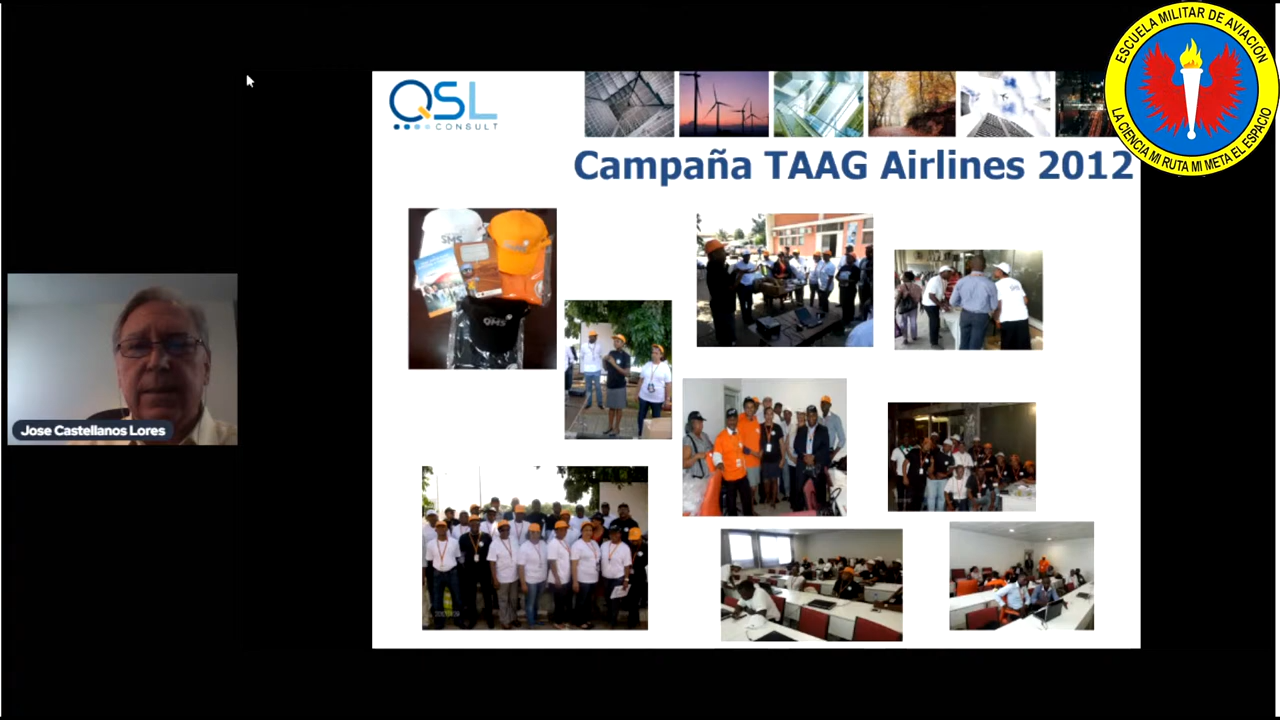 QSL
CONSULT
ESCUELA MILITAR DE AVIACIÓN
LA CIENCIA MI RUTA MI META EL ESPACIO
Campaña TAAG Airlines 2012
SMS
QMS
Jose Castellanos Lores